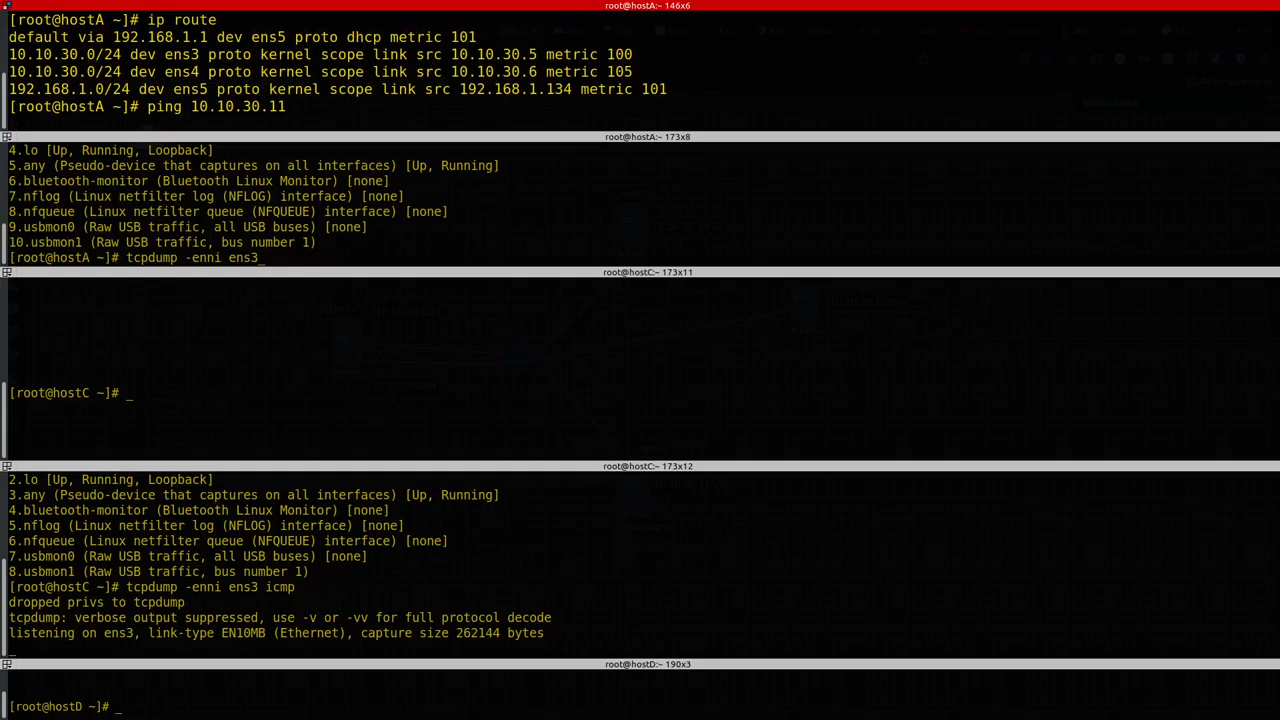 root@hostA:~ 146x6
[root@hostA ~]# ip route
default via 192.168.1.1 dev ens5 proto dhcp metric 101
10.10.30.0/24 dev ens3 proto kernel scope link src 10.10.30.5 metric 100
10.10.30.0/24 dev ens4 proto kernel scope link src 10.10.30.6 metric 105
192.168.1.0/24 dev ens5 proto kernel scope link src 192.168.1.134 metric 101
[root@hostA ~]# ping 10.10.30.11
root@hostA:~ 173x8
4.lo [Up, Running, Loopback]
5.any (Pseudo-device that captures on all interfaces) [Up, Running]
6.bluetooth-monitor (Bluetooth Linux Monitor) [none]
7.nflog (Linux netfilter log (NFLOG) interface) [none]
8.nfqueue (Linux netfilter queue (NFQUEUE) interface) [none]
9.usbmon0 (Raw USB traffic, all USB buses) [none]
10.usbmon1 (Raw USB traffic, bus number 1)
[root@hostA ~]# tcpdump -enni ens3_
root@hostC:~ 173x11
[root@hostC ~]# _
root@hostC:~ 173x12
2.lo [Up, Running, Loopback]
3.any (Pseudo-device that captures on all interfaces) [Up, Running]
4.bluetooth-monitor (Bluetooth Linux Monitor) [none]
5.nflog (Linux netfilter log (NFLOG) interface) [none]
6.nfqueue (Linux netfilter queue (NFQUEUE) interface) [none]
7.usbmon0 (Raw USB traffic, all USB buses) [none]
8.usbmon1 (Raw USB traffic, bus number 1)
[root@hostC ~]# tcpdump -enni ens3 icmp
dropped privs to tcpdump
tcpdump: verbose output suppressed, use -v or -vv for full protocol decode
listening on ens3, link-type EN10MB (Ethernet), capture size 262144 bytes
_
root@hostD:~ 190x3
[root@hostD ~]# _